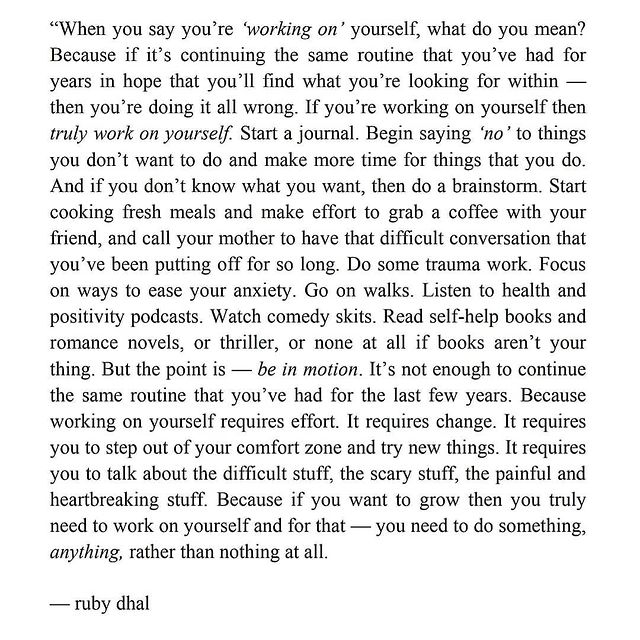 “When you say you’re ‘working on’ yourself, what do you mean?
Because if it’s continuing the same routine that you’ve had for
years in hope that you’ll find what you’re looking for within —
then you’re doing it all wrong. If you’re working on yourself then
truly work on yourself. Start a journal. Begin saying ‘no’ to things
you don’t want to do and make more time for things that you do.
And if you don’t know what you want, then do a brainstorm. Start
cooking fresh meals and make effort to grab a coffee with your
friend, and call your mother to have that difficult conversation that
you’ve been putting off for so long. Do some trauma work. Focus
on ways to ease your anxiety. Go on walks. Listen to health and
positivity podcasts. Watch comedy skits. Read self-help books and
romance novels, or thriller, or none at all if books aren’t your
thing. But the point is — be in motion. It’s not enough to continue
the same routine that you’ve had for the last few years. Because
working on yourself requires effort. It requires change. It requires
you to step out of your comfort zone and try new things. It requires
you to talk about the difficult stuff, the scary stuff, the painful and
heartbreaking stuff. Because if you want to grow then you truly
need to work on yourself and for that — you need to do something,
anything, rather than nothing at all.
— ruby dhal